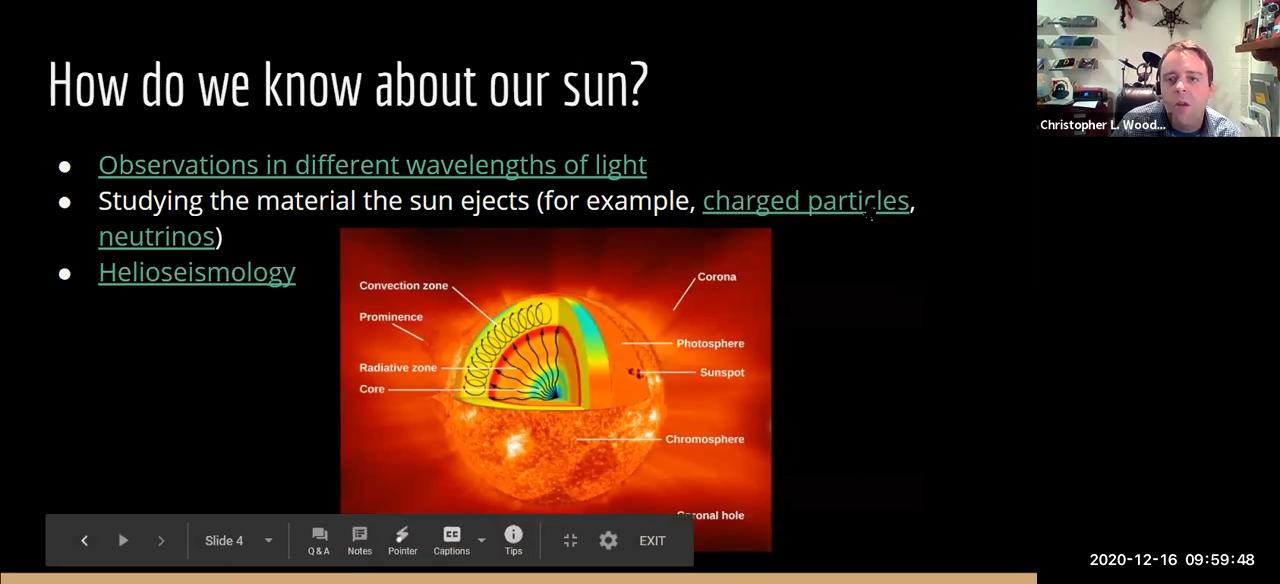 How do we know about our sun?
Christopher L. Wood...
● Observations in different wavelengths of light
● Studying the material the sun ejects (for example, charged particles,
neutrinos)
● Helioseismology
Convection zone
Prominence
Radiative zone
Core
Corona
Photosphere
Sunspot
Chromosphere
Coronal hole
Slide 4
Q & A
Notes
Pointer
Captions
Tips
EXIT
2020-12-16 09:59:48